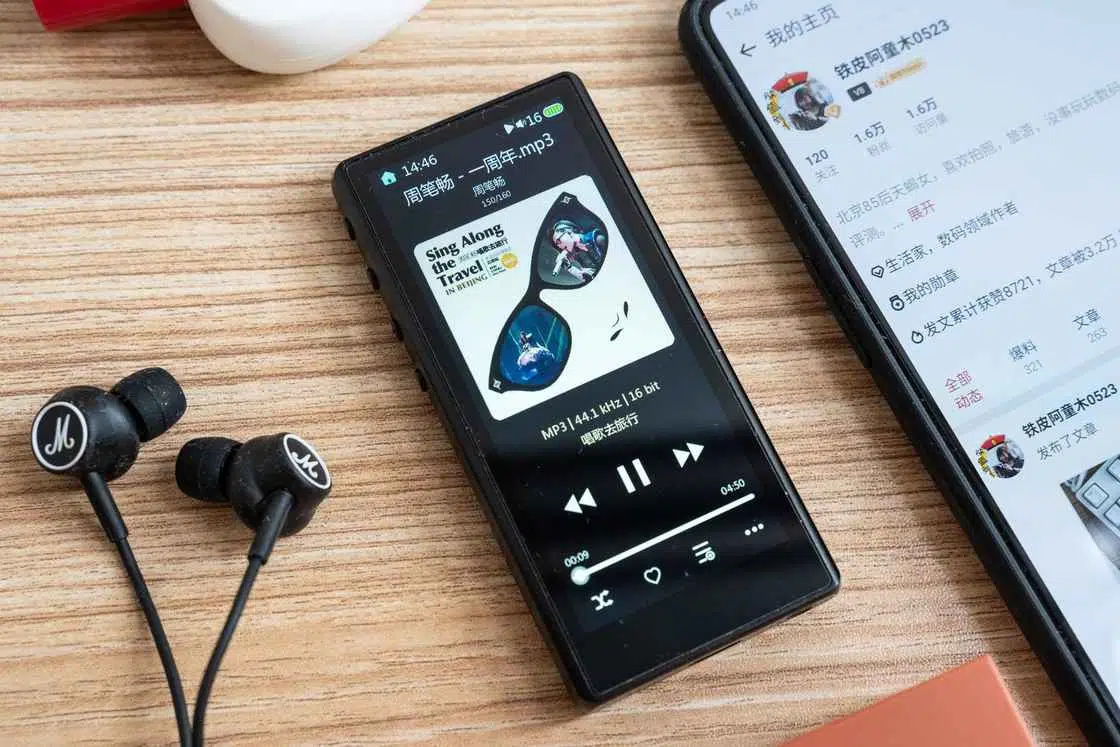 14:46
16
周笔畅 - 一周年.mp3
周笔畅
150/160
Sing Along
the 唱歌去旅行
Travel
IN BEIJING
MP3 | 44.1 kHz | 16 bit
唱歌去旅行
04:50
00:09
M
M
14:46
我的主页
铁皮阿童木0523
V8
120
关注
1.6万
粉丝
1.6万
访问量
北京85后天蝎女，喜欢拍照，旅游，没事玩玩数码
评测。... 展开
生活家，数码领域作者
我的勋章
发文累计获赞8721，文章被3.2万
全部
动态
爆料
321
文章
263
铁皮阿童木0523
发布了文章